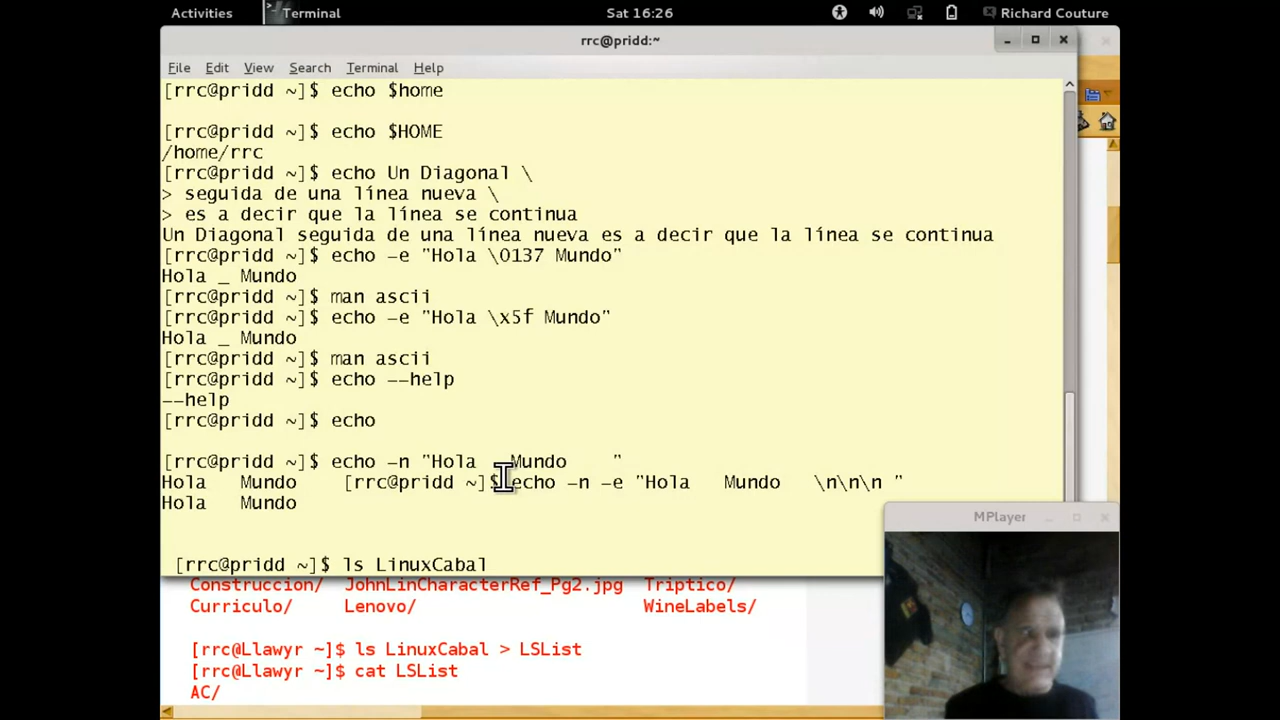 Activities Terminal Sat 16:26 Richard Couture
rrc@pridd:~
File Edit View Search Terminal Help
[rrc@pridd ~]$ echo $home
[rrc@pridd ~]$ echo $HOME
/home/rrc
[rrc@pridd ~]$ echo Un Diagonal \
> seguida de una línea nueva \
> es a decir que la línea se continua
Un Diagonal seguida de una línea nueva es a decir que la línea se continua
[rrc@pridd ~]$ echo -e "Hola \0137 Mundo"
Hola _ Mundo
[rrc@pridd ~]$ man ascii
[rrc@pridd ~]$ echo -e "Hola \x5f Mundo"
Hola _ Mundo
[rrc@pridd ~]$ man ascii
[rrc@pridd ~]$ echo --help
--help
[rrc@pridd ~]$ echo
[rrc@pridd ~]$ echo -n "Hola   Mundo    "
Hola   Mundo    [rrc@pridd ~]$ echo -n -e "Hola   Mundo   \n\n\n "
Hola   Mundo
[rrc@pridd ~]$ ls LinuxCabal
MPlayer
Construccion/ JohnLinCharacterRef_Pg2.jpg Triptico/
Curriculo/ Lenovo/ WineLabels/
[rrc@Llawyr ~]$ ls LinuxCabal > LSList
[rrc@Llawyr ~]$ cat LSList
AC/